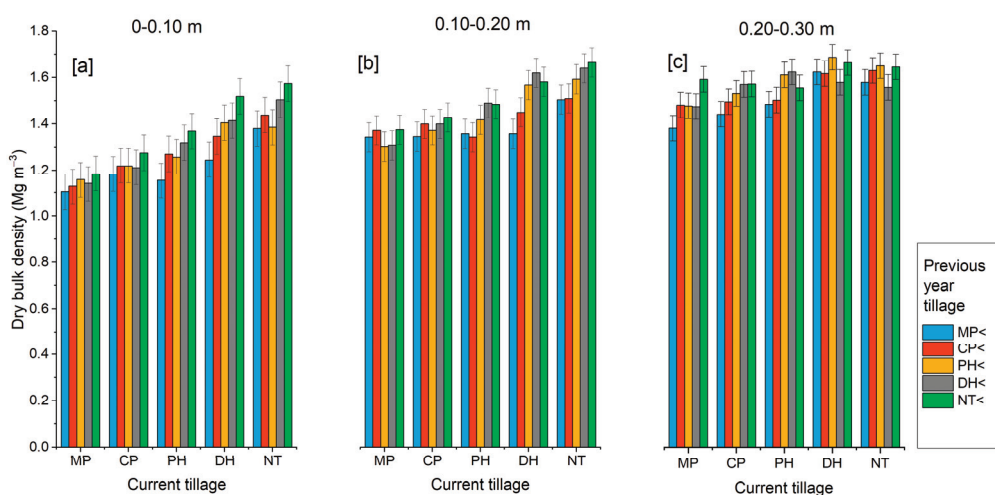 0-0.10 m
0.10-0.20 m
0.20-0.30 m
[a]
[b]
[c]
Dry bulk density (Mg m⁻³)
1.8
1.6
1.4
1.2
1.0
0.8
0.6
0.4
0.2
0.0
MP CP PH DH NT
MP CP PH DH NT
MP CP PH DH NT
Current tillage
Current tillage
Current tillage
Previous
year
tillage
MP<
CP<
PH<
DH<
NT<